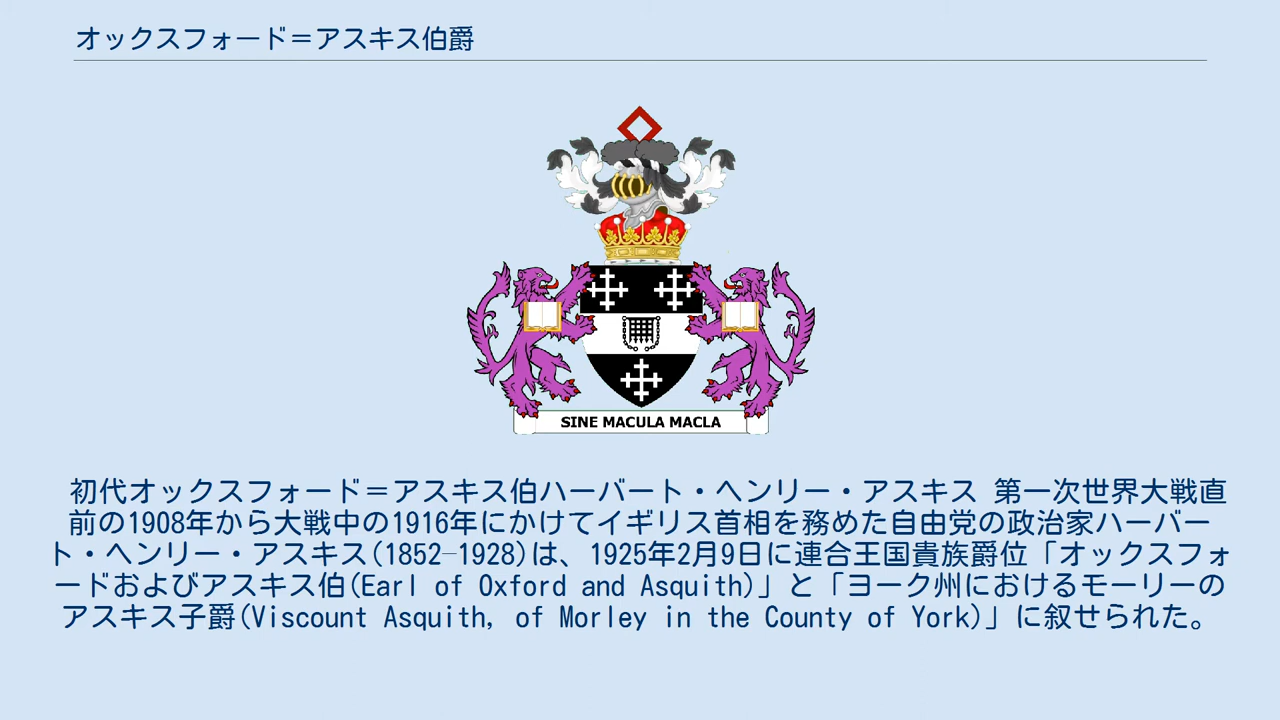 オックスフォード＝アスキス伯爵
SINE MACULA MACLA
初代オックスフォード＝アスキス伯ハーバート・ヘンリー・アスキス 第一次世界大戦直
前の1908年から大戦中の1916年にかけてイギリス首相を務めた自由党の政治家ハーバー
ト・ヘンリー・アスキス(1852–1928)は、1925年2月9日に連合王国貴族爵位「オックスフォ
ードおよびアスキス伯(Earl of Oxford and Asquith)」と「ヨーク州におけるモーリーの
アスキス子爵(Viscount Asquith, of Morley in the County of York)」に叙せられた。